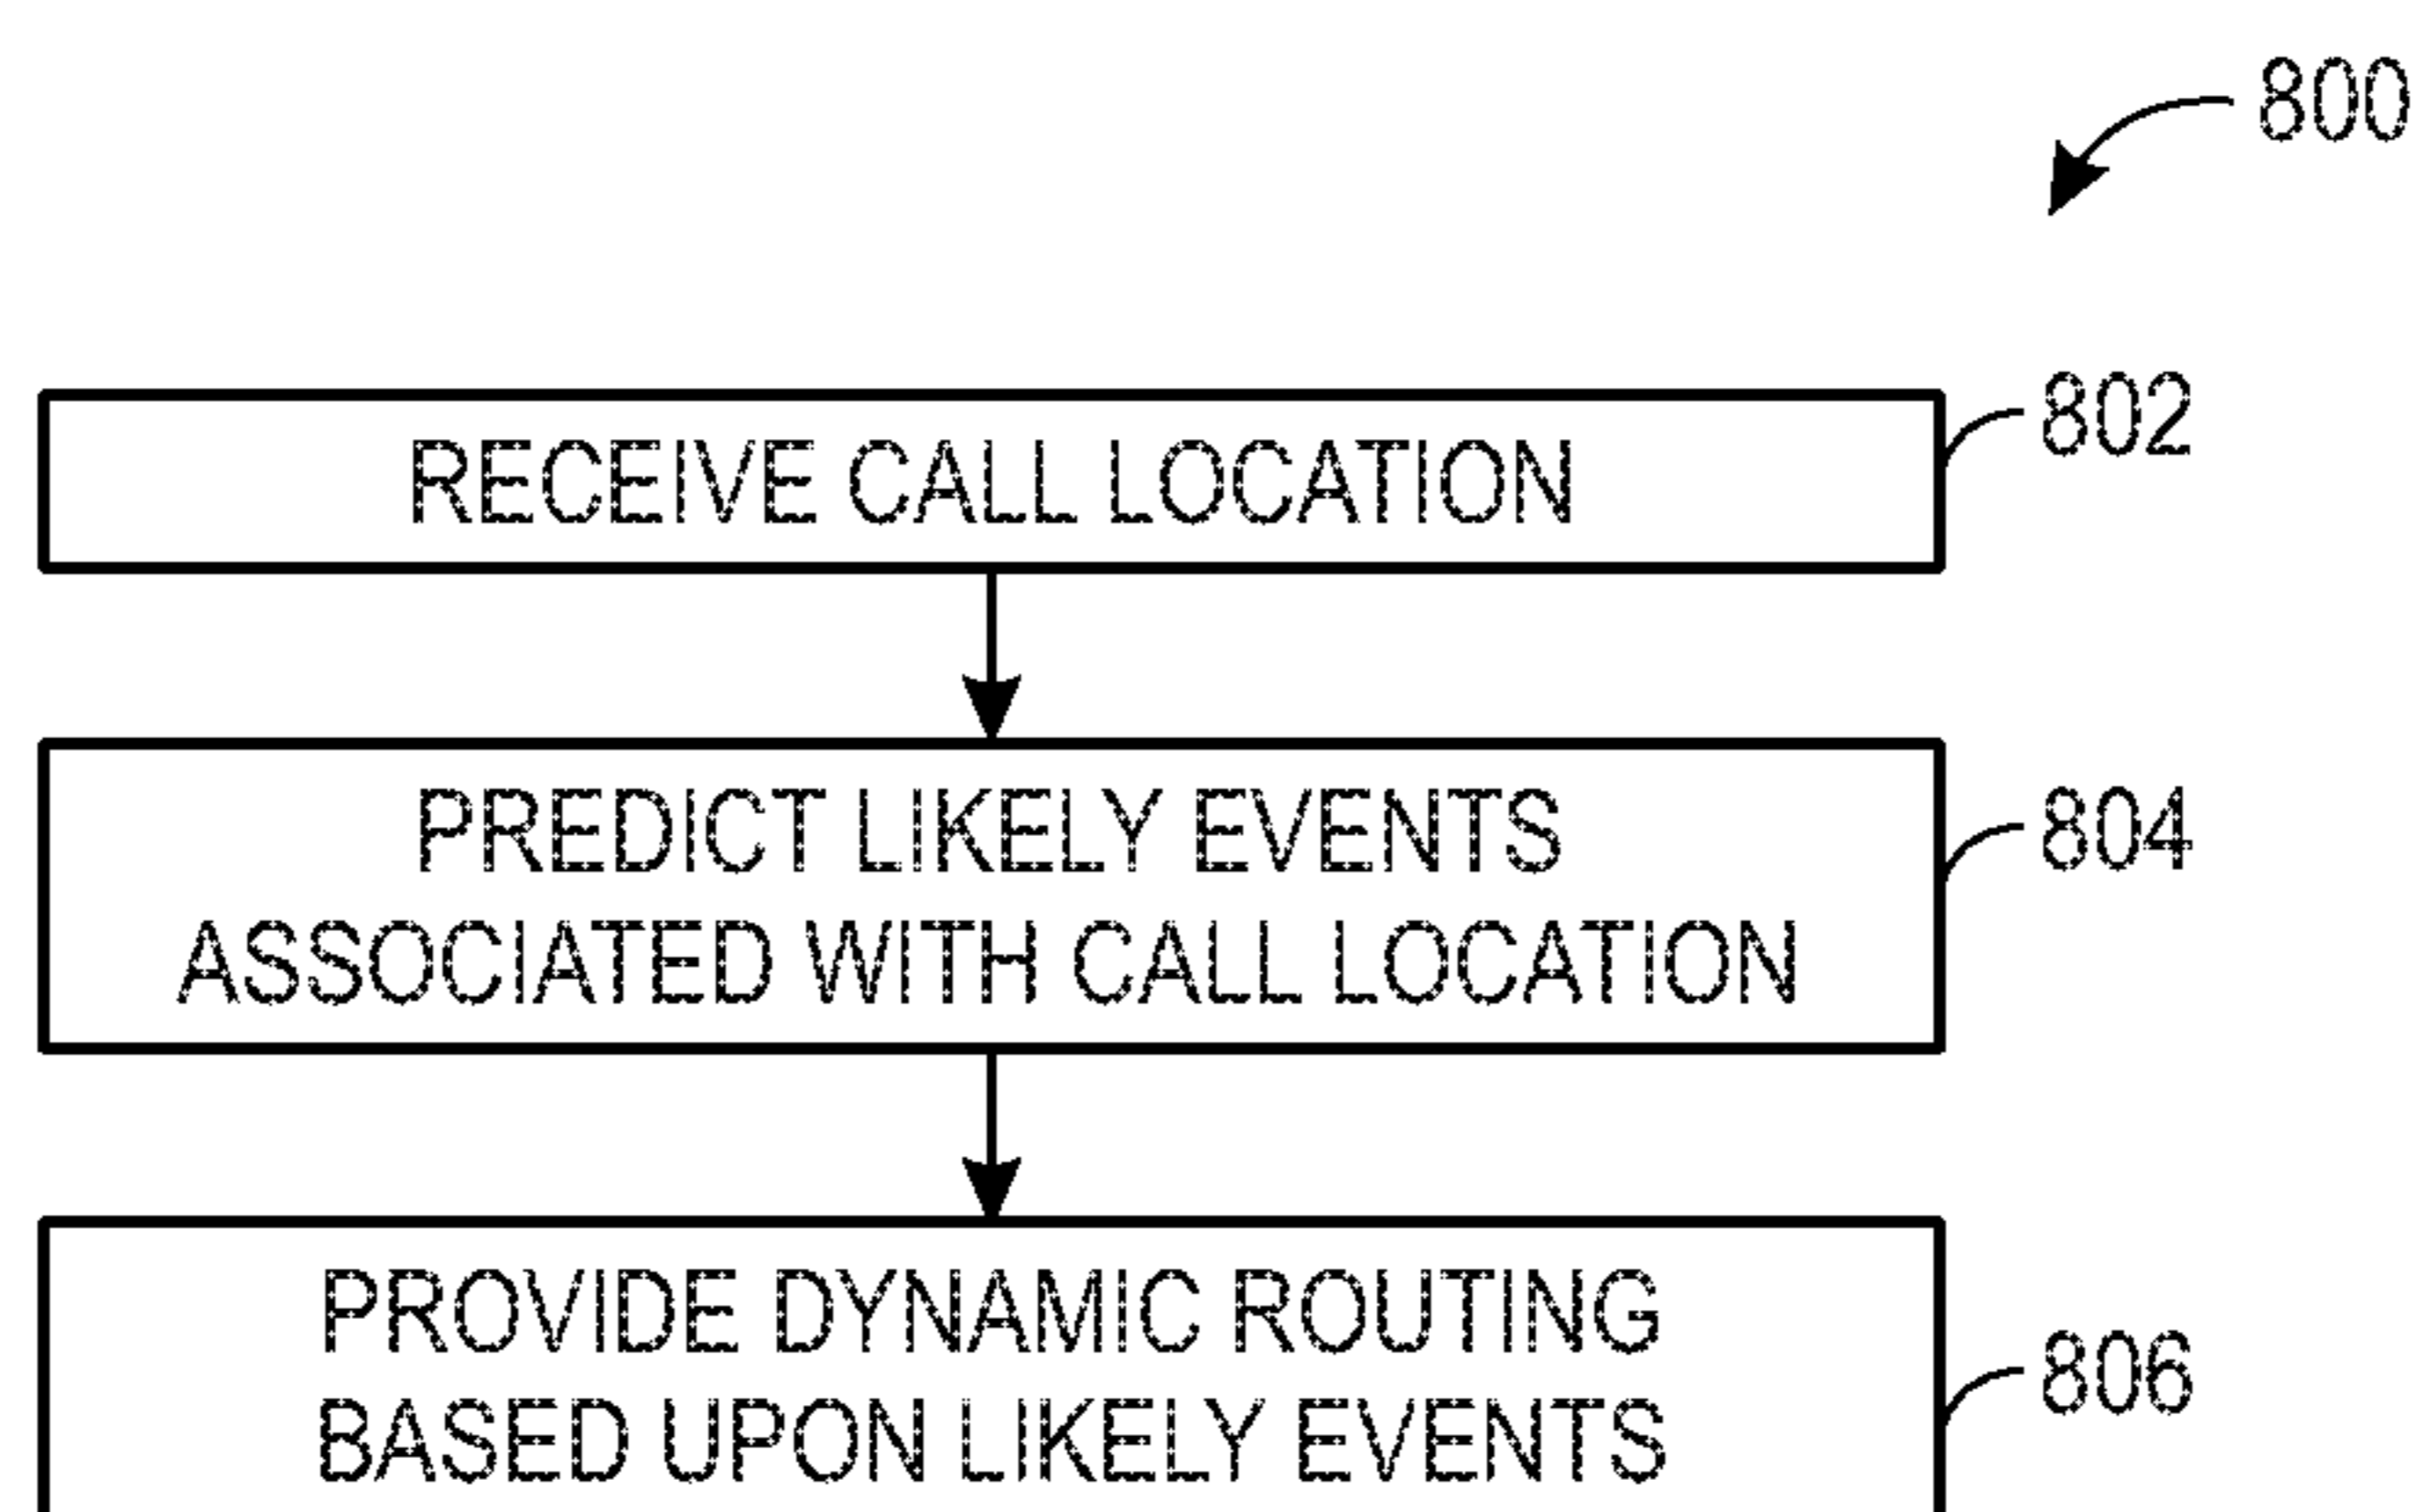 800
RECEIVE CALL LOCATION
802
PREDICT LIKELY EVENTS
ASSOCIATED WITH CALL LOCATION
804
PROVIDE DYNAMIC ROUTING
BASED UPON LIKELY EVENTS
806